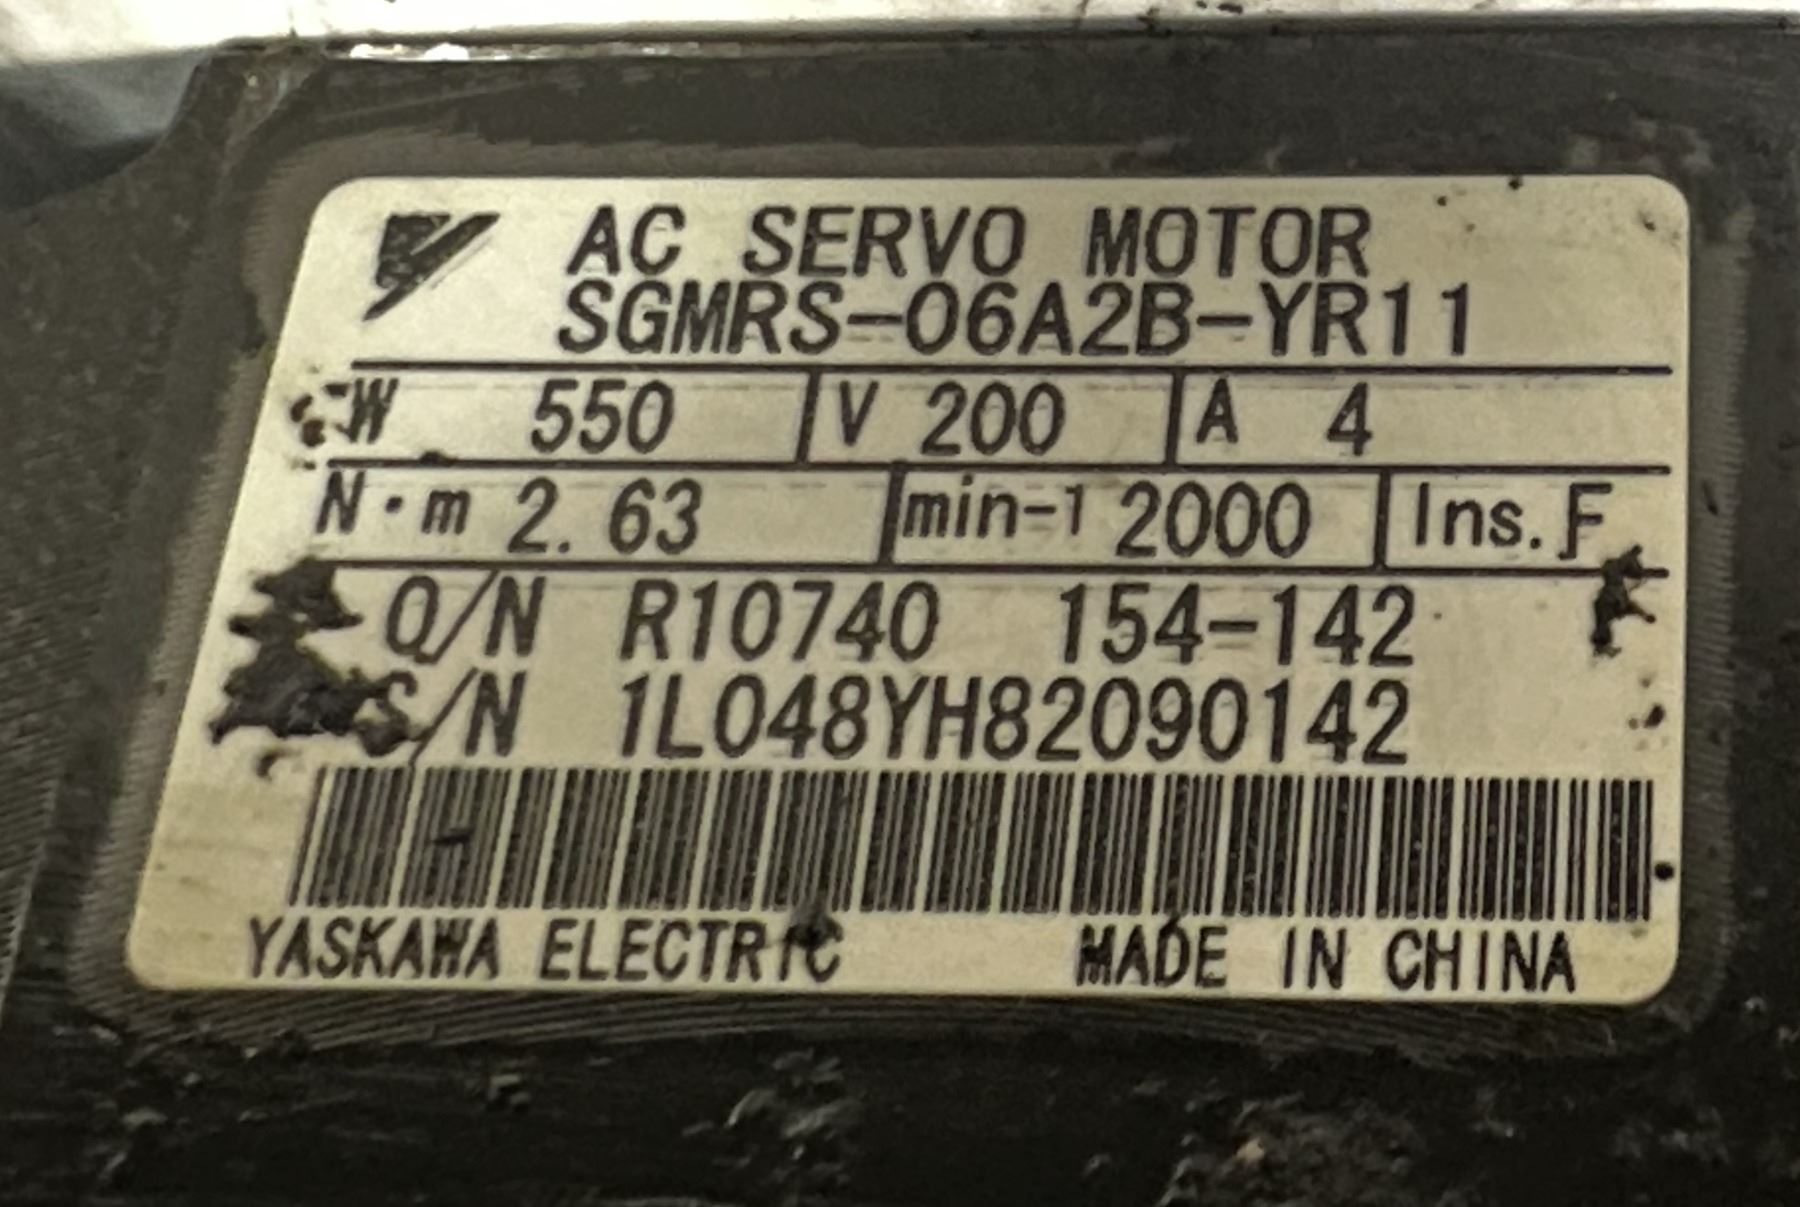 AC SERVO MOTOR
SGMRS-06A2B-YR11
W 550 V 200 A 4
N·m 2.63 min-1 2000 Ins. F
O/N R10740 154-142
S/N 1L048YH82090142
YASKAWA ELECTRIC MADE IN CHINA